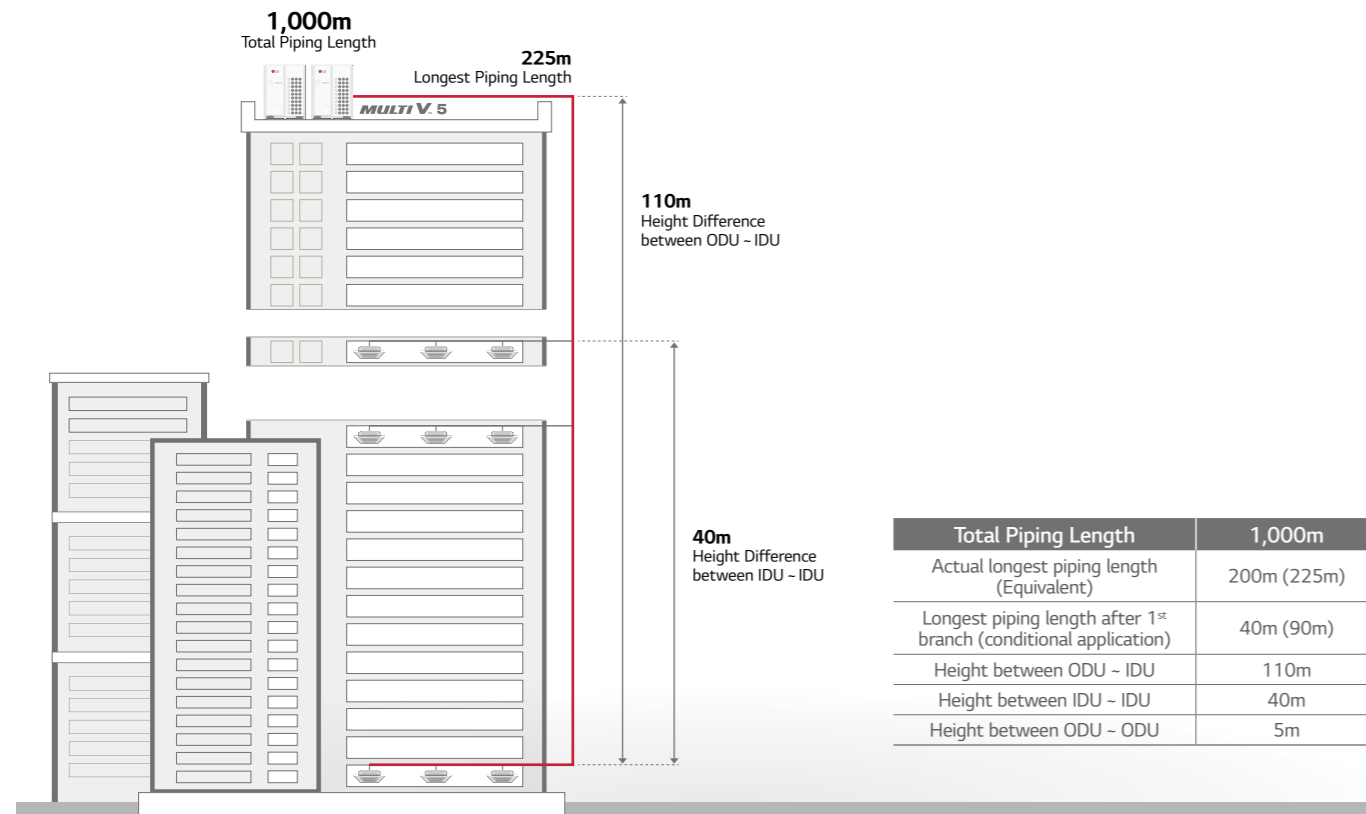 1,000m
Total Piping Length
225m
Longest Piping Length
MULTI V™ 5
110m
Height Difference
between ODU ~ IDU
40m
Height Difference
between IDU ~ IDU
Total Piping Length 1,000m
Actual longest piping length
(Equivalent) 200m (225m)
Longest piping length after 1st
branch (conditional application) 40m (90m)
Height between ODU ~ IDU 110m
Height between IDU ~ IDU 40m
Height between ODU ~ ODU 5m